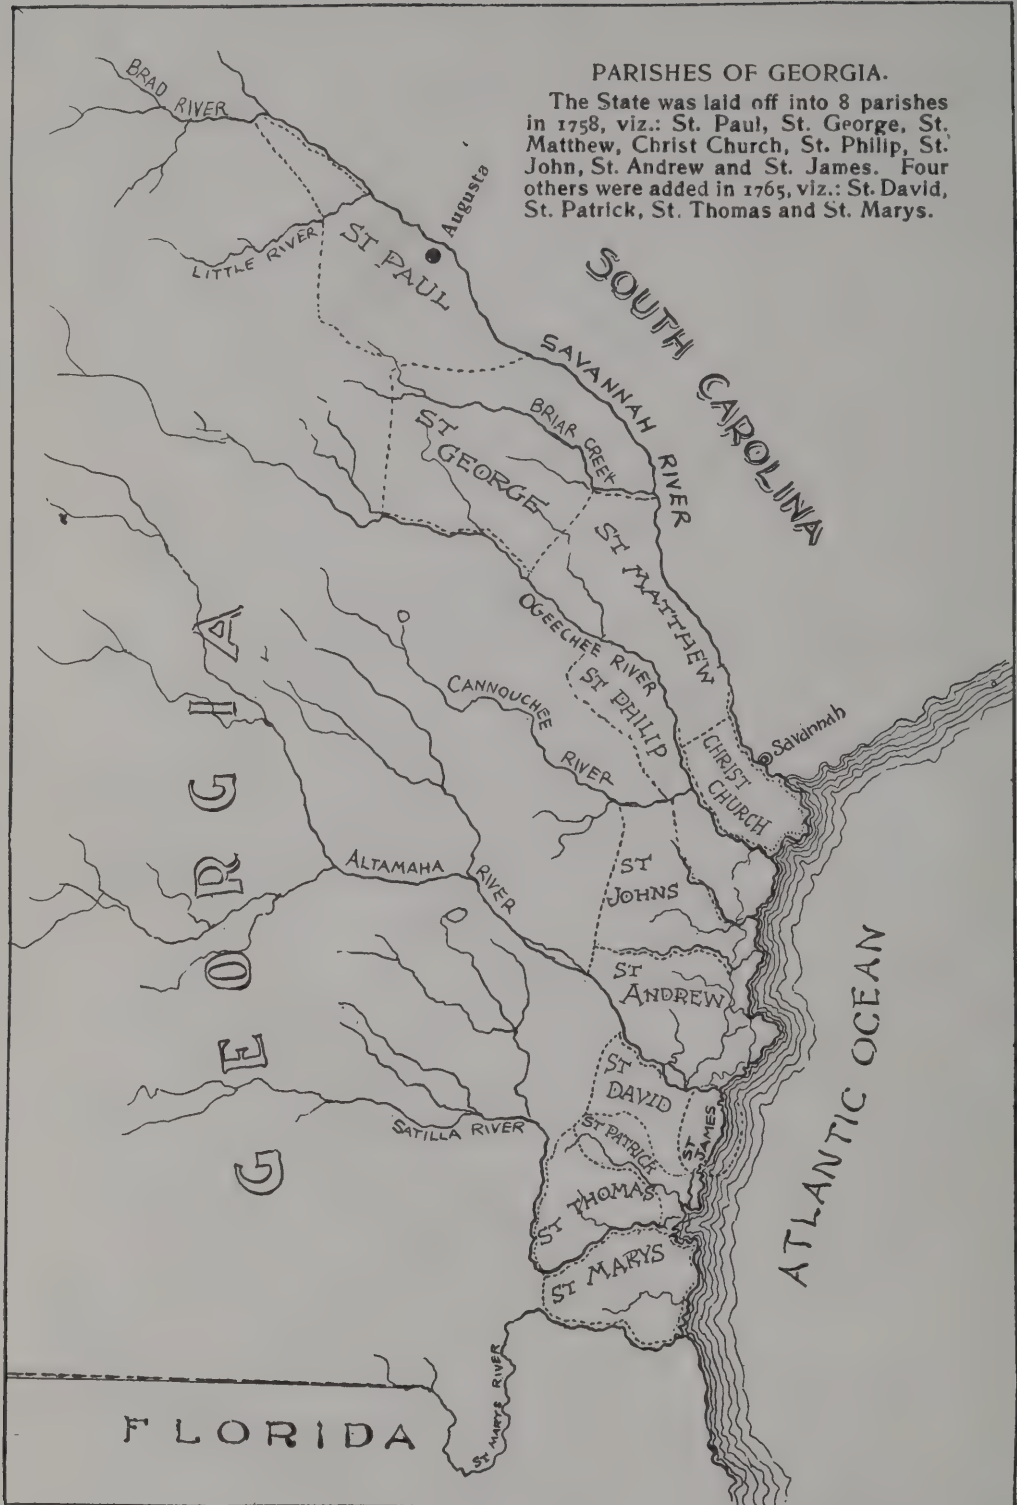 PARISHES OF GEORGIA.
The State was laid off into 8 parishes
in 1758, viz.: St. Paul, St. George, St.
Matthew, Christ Church, St. Philip, St.
John, St. Andrew and St. James. Four
others were added in 1765, viz.: St. David,
St. Patrick, St. Thomas and St. Marys.
BRAD RIVER
Augusta
LITTLE RIVER
ST PAUL
SOUTH CAROLINA
SAVANNAH RIVER
BRIAR CREEK
ST
GEORGE
ST MATTHEW
OGEECHEE RIVER
ST PHILIP
CANNOUCHEE RIVER
CHRIST
CHURCH
Savannah
GEORGIA
ALTAMAHA RIVER
ST
JOHNS
ST
ANDREW
ATLANTIC OCEAN
ST
DAVID
ST
JAMES
ST PATRICK
SATILLA RIVER
ST THOMAS
ST MARYS
ST MARYS RIVER
FLORIDA